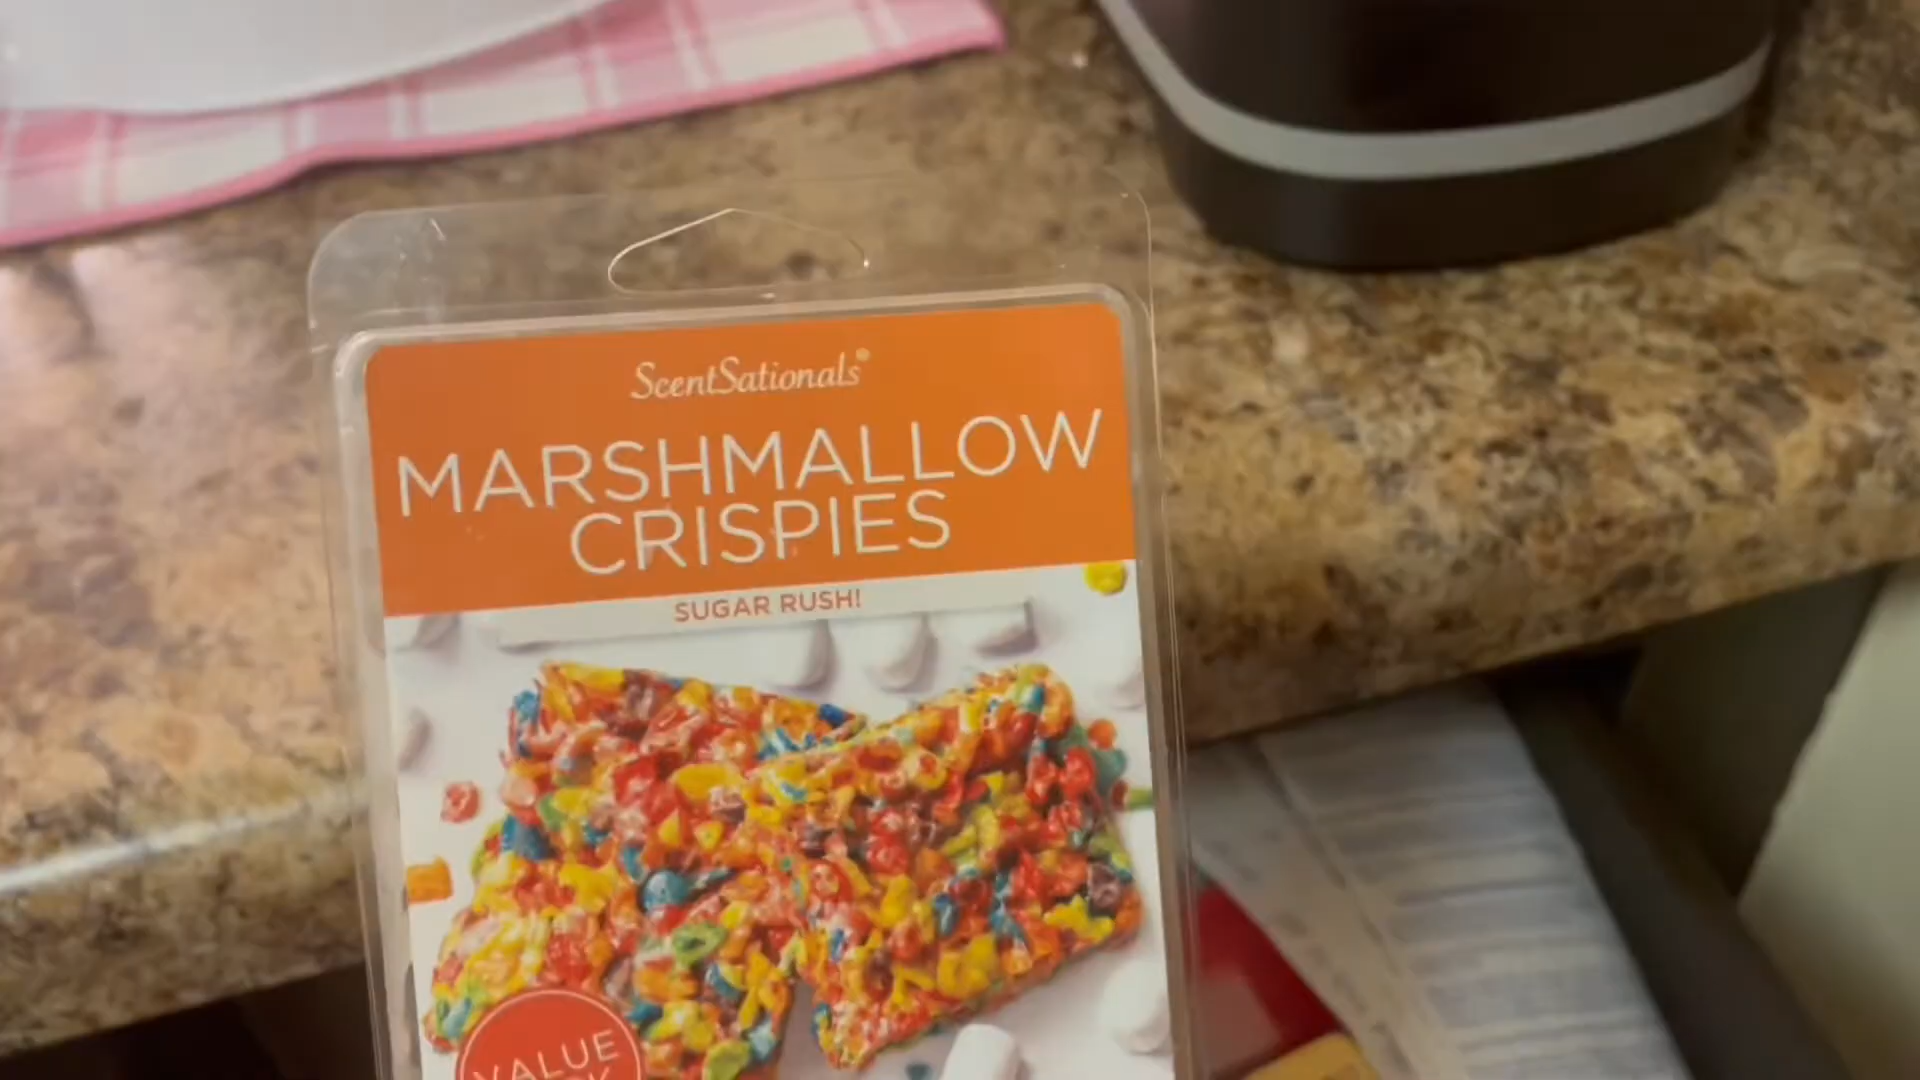 ScentSationals
MARSHMALLOW
CRISPIES
SUGAR RUSH!
VALUE